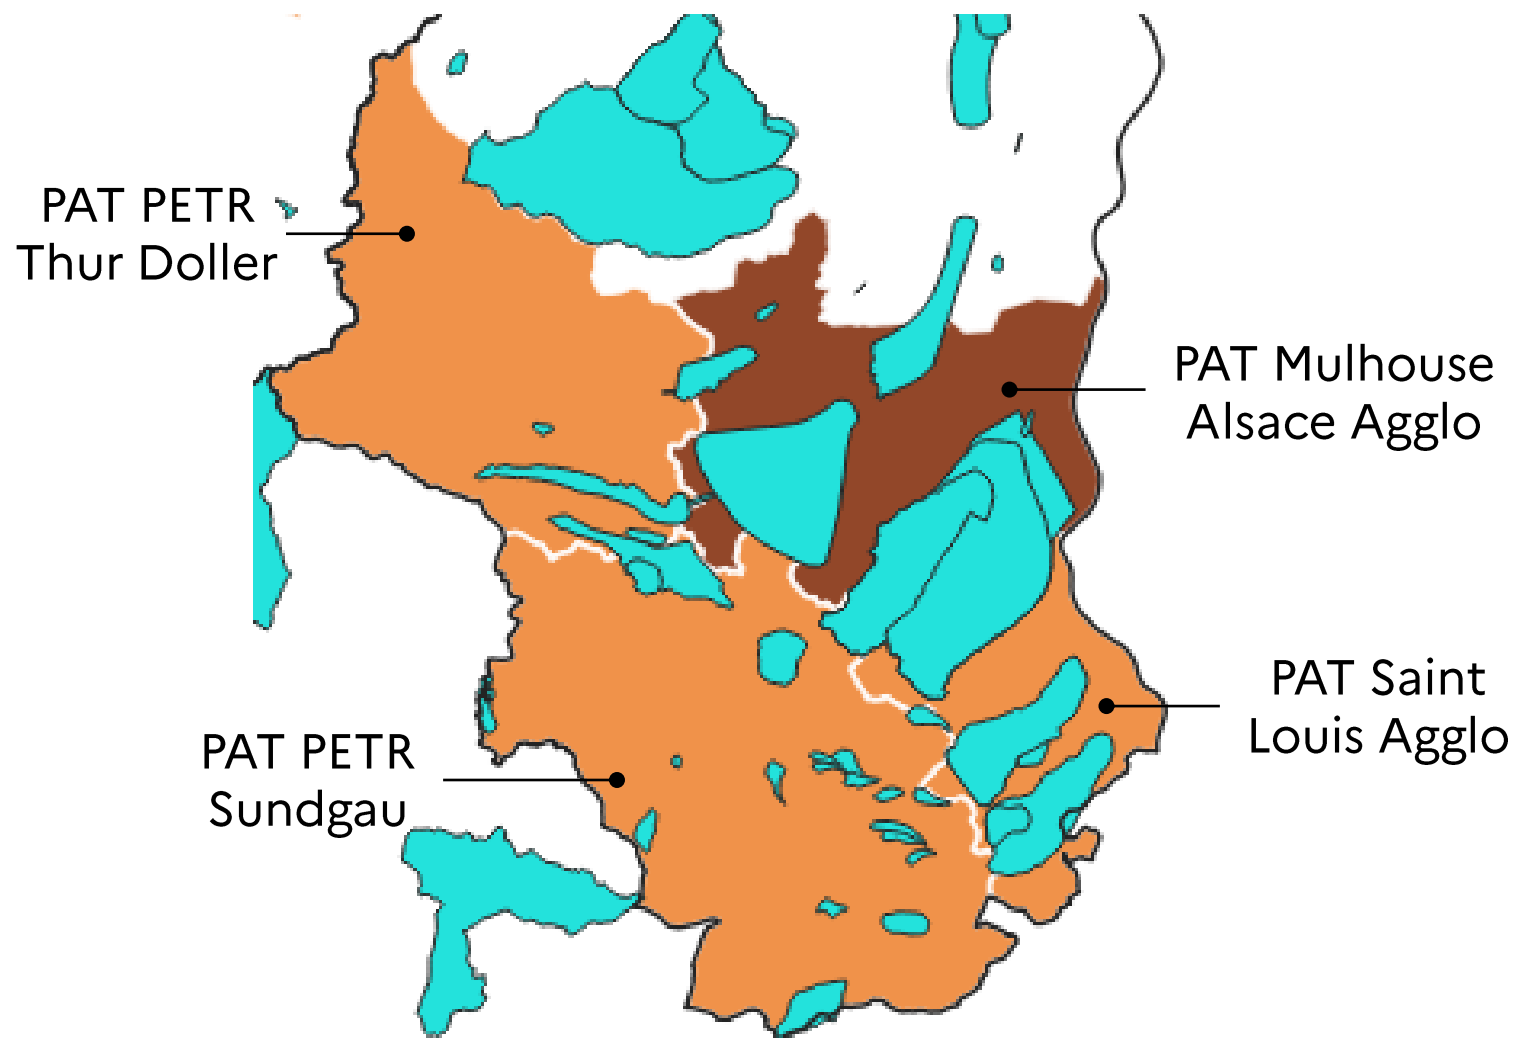 PAT PETR
Thur Doller
PAT Mulhouse
Alsace Agglo
PAT Saint
Louis Agglo
PAT PETR
Sundgau